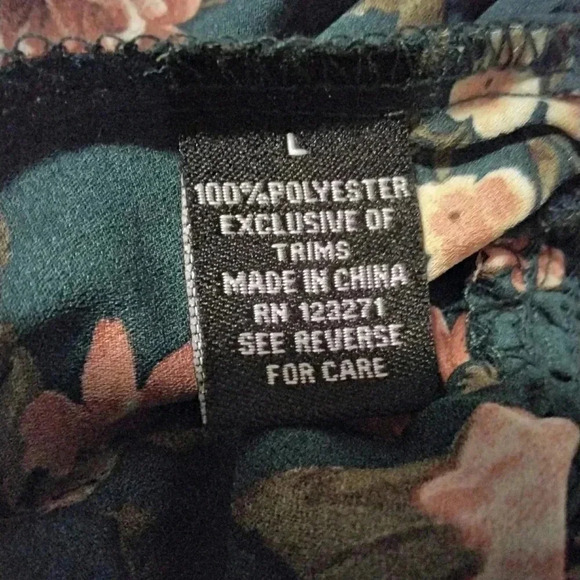 L
100%POLYESTER
EXCLUSIVE OF
TRIMS
MADE IN CHINA
RN 123271
SEE REVERSE
FOR CARE